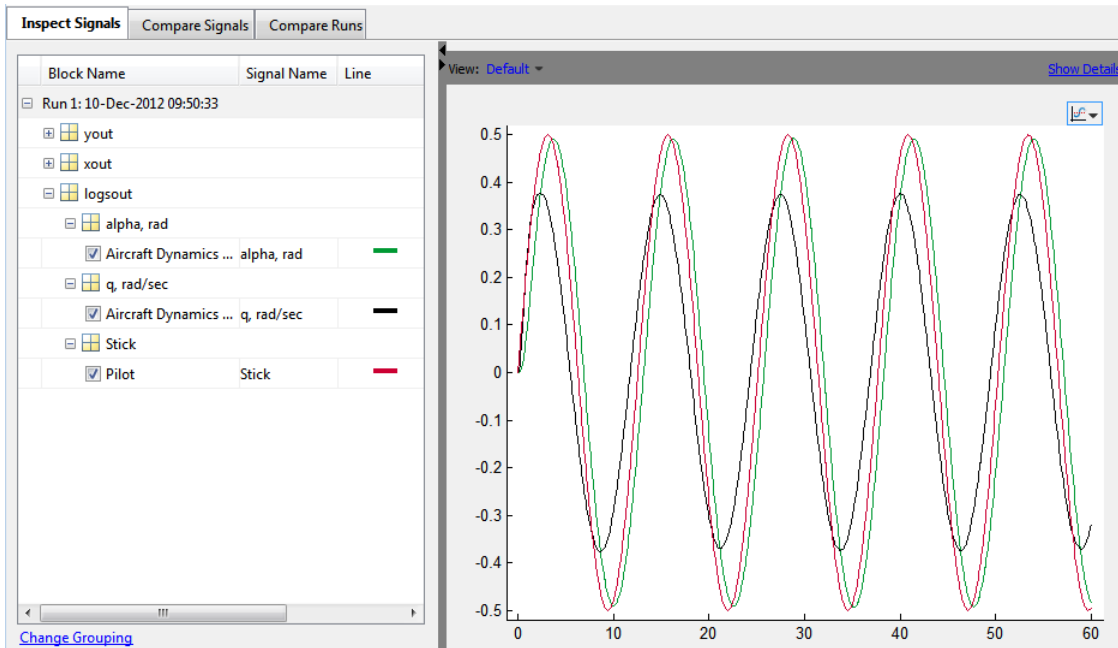 Inspect Signals Compare Signals Compare Runs
Block Name Signal Name Line
Run 1: 10-Dec-2012 09:50:33
yout
xout
logsout
alpha, rad
Aircraft Dynamics ... alpha, rad
q, rad/sec
Aircraft Dynamics ... q, rad/sec
Stick
Pilot Stick
Change Grouping
View: Default Show Details
0.5
0.4
0.3
0.2
0.1
0
-0.1
-0.2
-0.3
-0.4
-0.5
0 10 20 30 40 50 60